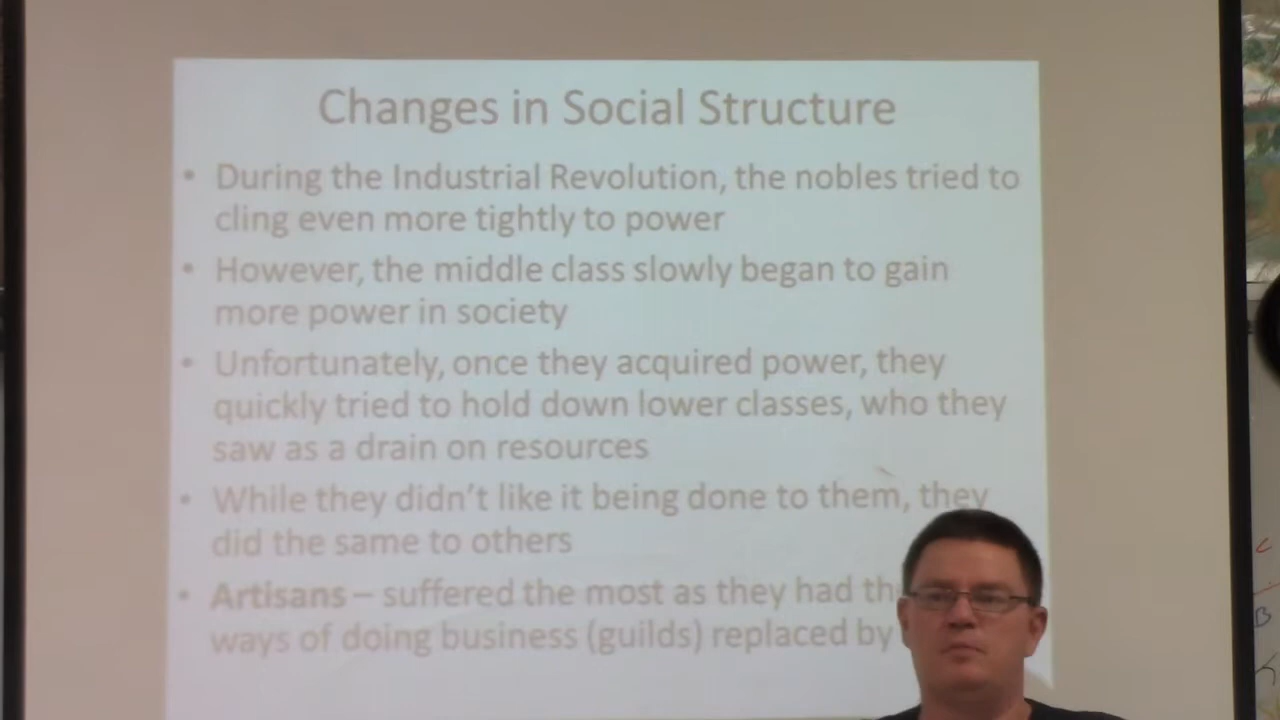 Changes in Social Structure
• During the Industrial Revolution, the nobles tried to
cling even more tightly to power
• However, the middle class slowly began to gain
more power in society
• Unfortunately, once they acquired power, they
quickly tried to hold down lower classes, who they
saw as a drain on resources
• While they didn't like it being done to them, they
did the same to others
• Artisans – suffered the most as they had
ways of doing business (guilds) replaced by